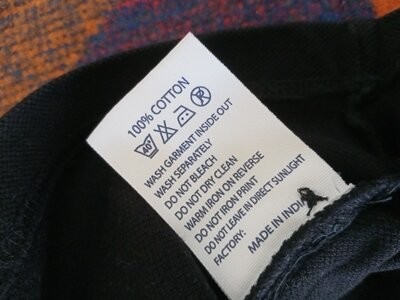 100% COTTON
40°
WASH GARMENT INSIDE OUT
WASH SEPARATELY
DO NOT BLEACH
DO NOT DRY CLEAN
WARM IRON ON REVERSE
DO NOT IRON PRINT
DO NOT LEAVE IN DIRECT SUNLIGHT
FACTORY:
MADE IN INDIA